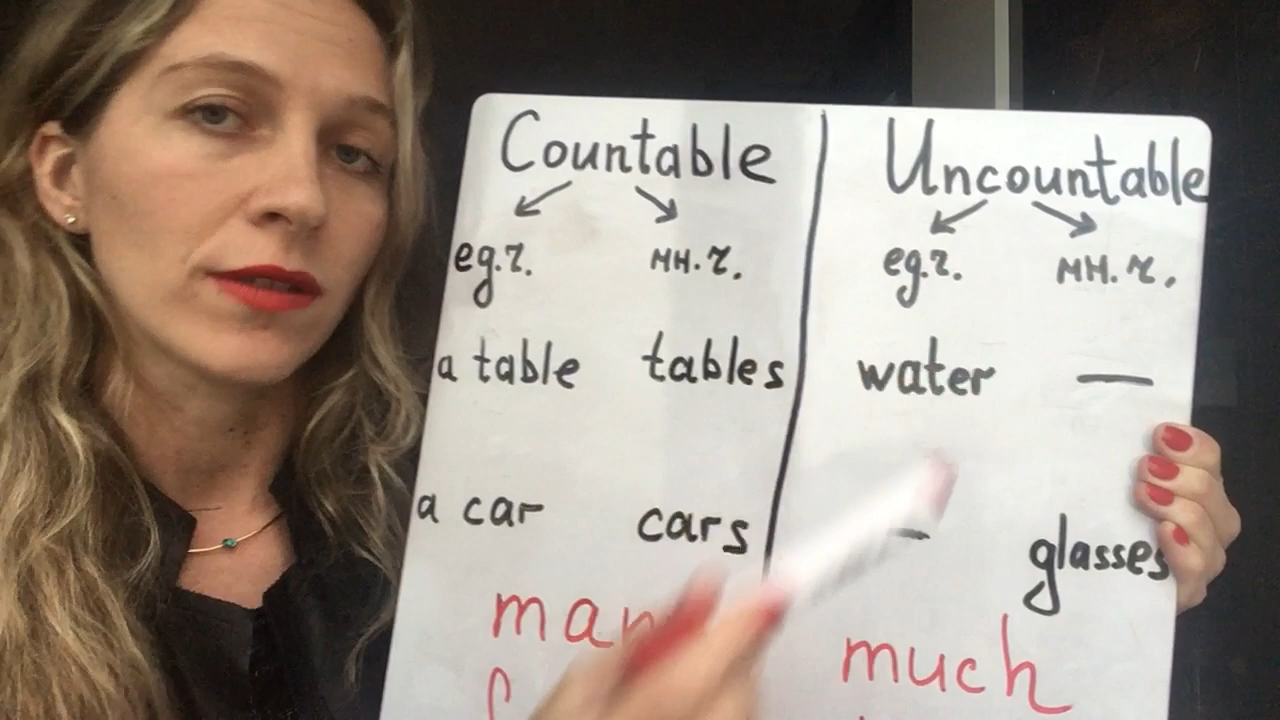 Countable Uncountable
ед.ч. мн.ч. ед.ч. мн.ч.
a table tables water —
a car cars — glasses
much